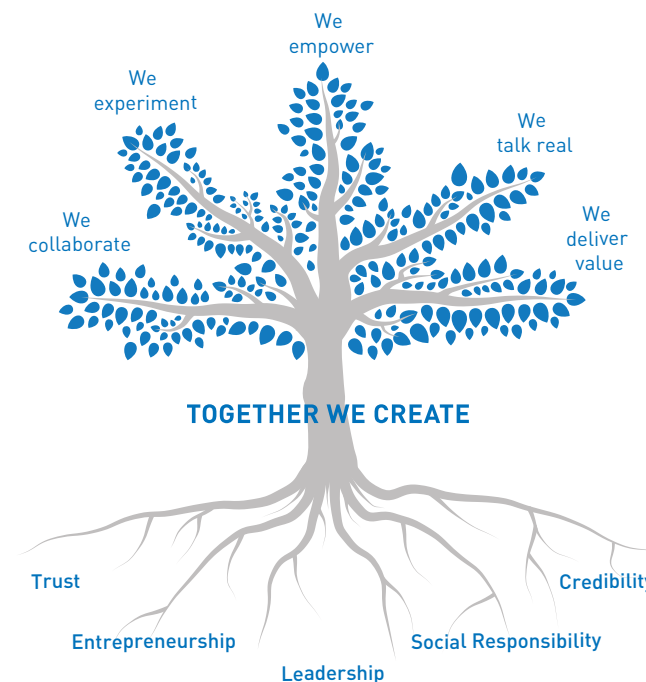 We
empower
We
experiment
We
talk real
We
collaborate
We
deliver
value
TOGETHER WE CREATE
Trust
Credibility
Entrepreneurship
Social Responsibility
Leadership